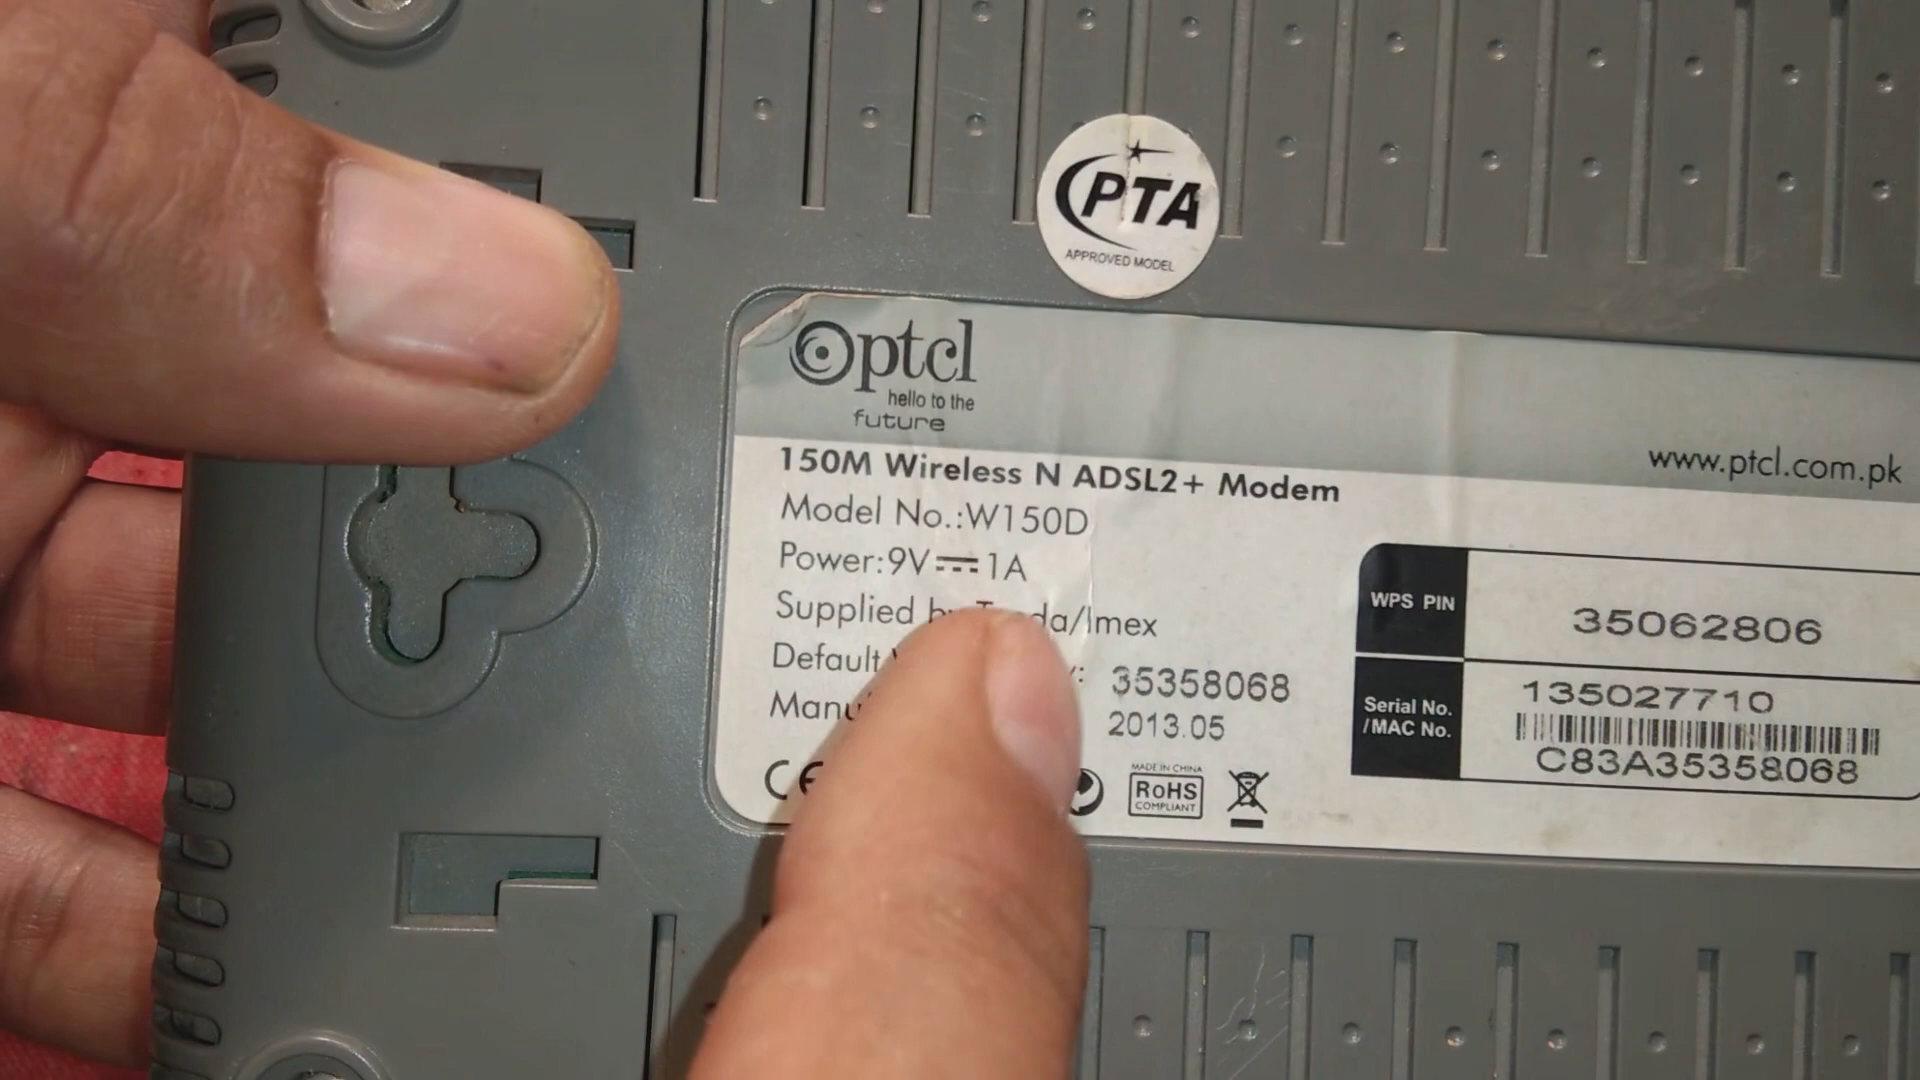 PTA
APPROVED MODEL
ptcl
hello to the
future
www.ptcl.com.pk
150M Wireless N ADSL2+ Modem
Model No.:W150D
Power:9V⎓1A
Supplied /Imex
Default 35358068
2013.05
CE
MADE IN CHINA
RoHS
COMPLIANT
WPS PIN
35062806
Serial No.
/MAC No.
135027710
C83A35358068